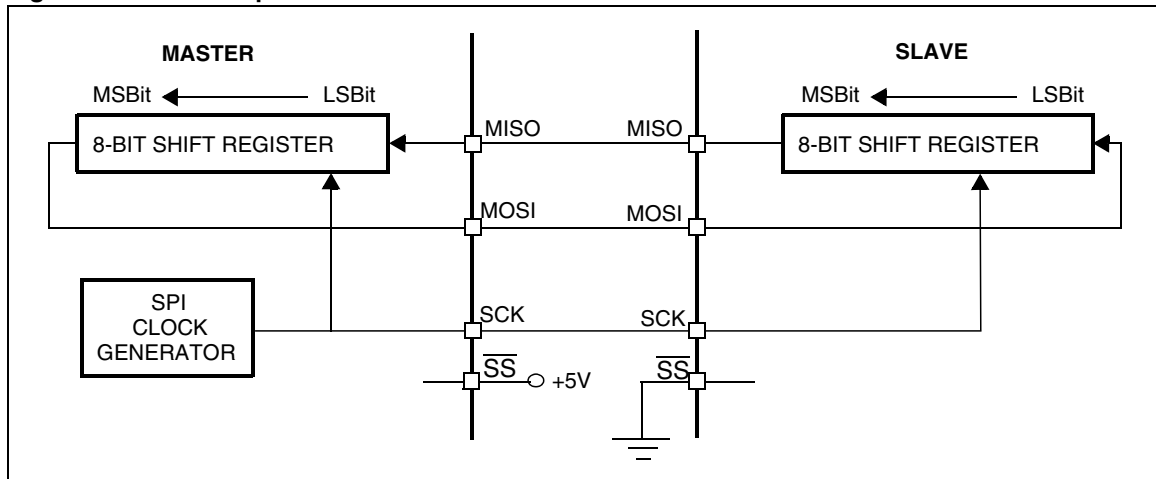 MASTER
MSBit LSBit
8-BIT SHIFT REGISTER
MISO
MOSI
SPI
CLOCK
GENERATOR
SCK
SS
+5V
SLAVE
MSBit LSBit
8-BIT SHIFT REGISTER
MISO
MOSI
SCK
SS